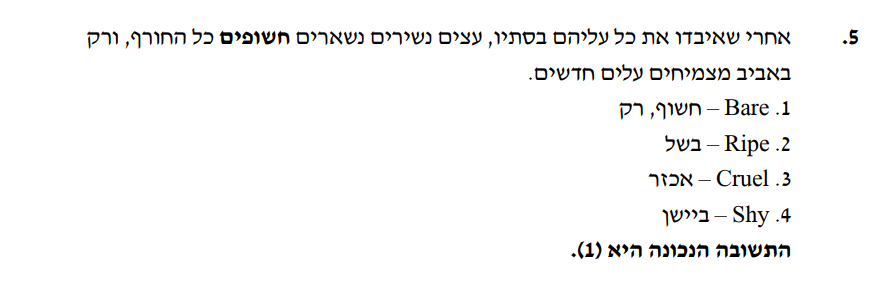 5. אחרי שאיבדו את כל עליהם בסתיו, עצים נשירים נשארים חשופים כל החורף, ורק
באביב מצמיחים עלים חדשים.
1. Bare – חשוף, רק
2. Ripe – בשל
3. Cruel – אכזר
4. Shy – ביישן
התשובה הנכונה היא (1).